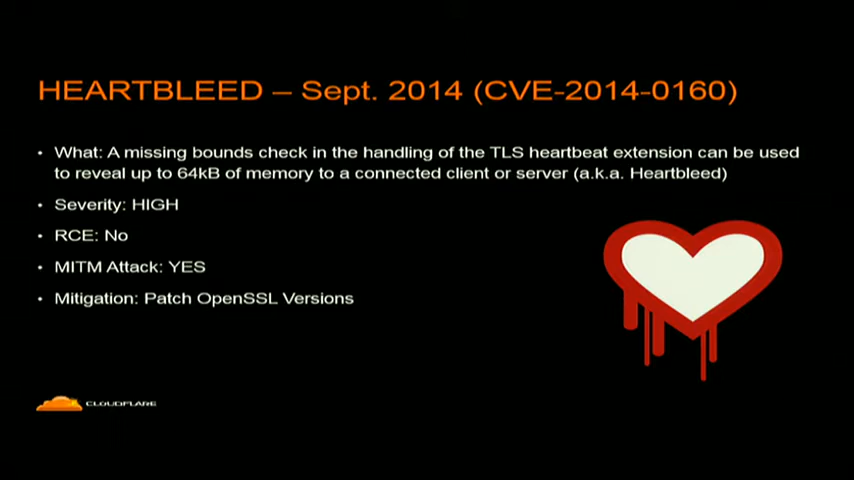 HEARTBLEED – Sept. 2014 (CVE-2014-0160)
• What: A missing bounds check in the handling of the TLS heartbeat extension can be used
to reveal up to 64kB of memory to a connected client or server (a.k.a. Heartbleed)
• Severity: HIGH
• RCE: No
• MITM Attack: YES
• Mitigation: Patch OpenSSL Versions
CLOUDFLARE